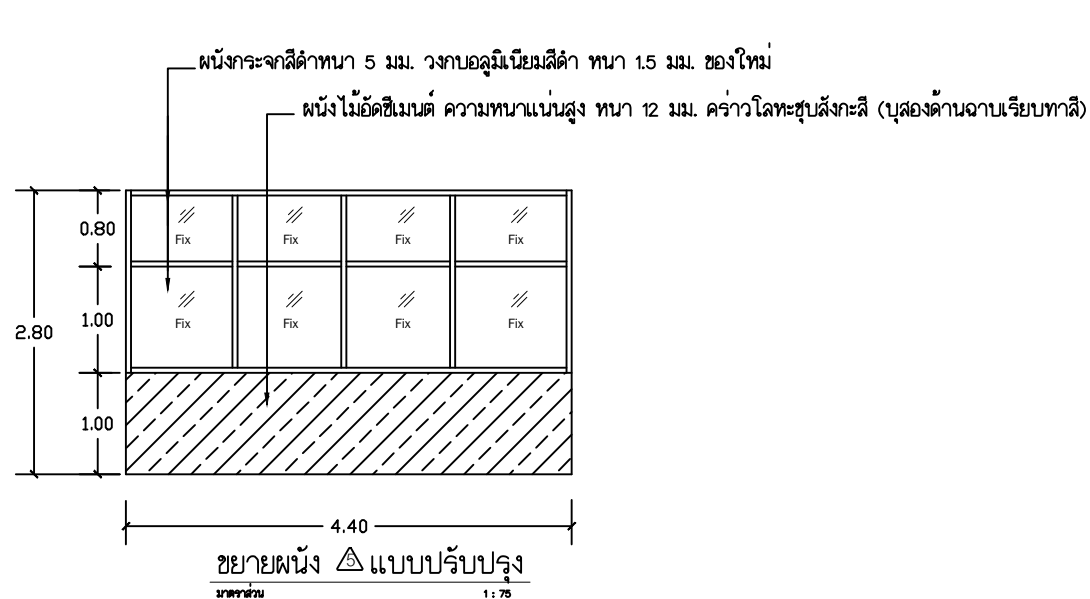 ผนังกระจกสีดำหนา 5 มม. วงกบอลูมิเนียมสีดำ หนา 1.5 มม. ของใหม่
ผนังไม้อัดซีเมนต์ ความหนาแน่นสูง หนา 12 มม. คร่าวโลหะชุบสังกะสี (บุสองด้านฉาบเรียบทาสี)
0.80
Fix Fix Fix Fix
2.80
1.00
Fix Fix Fix Fix
1.00
4.40
ขยายผนัง 5 แบบปรับปรุง
มาตราส่วน 1 : 75